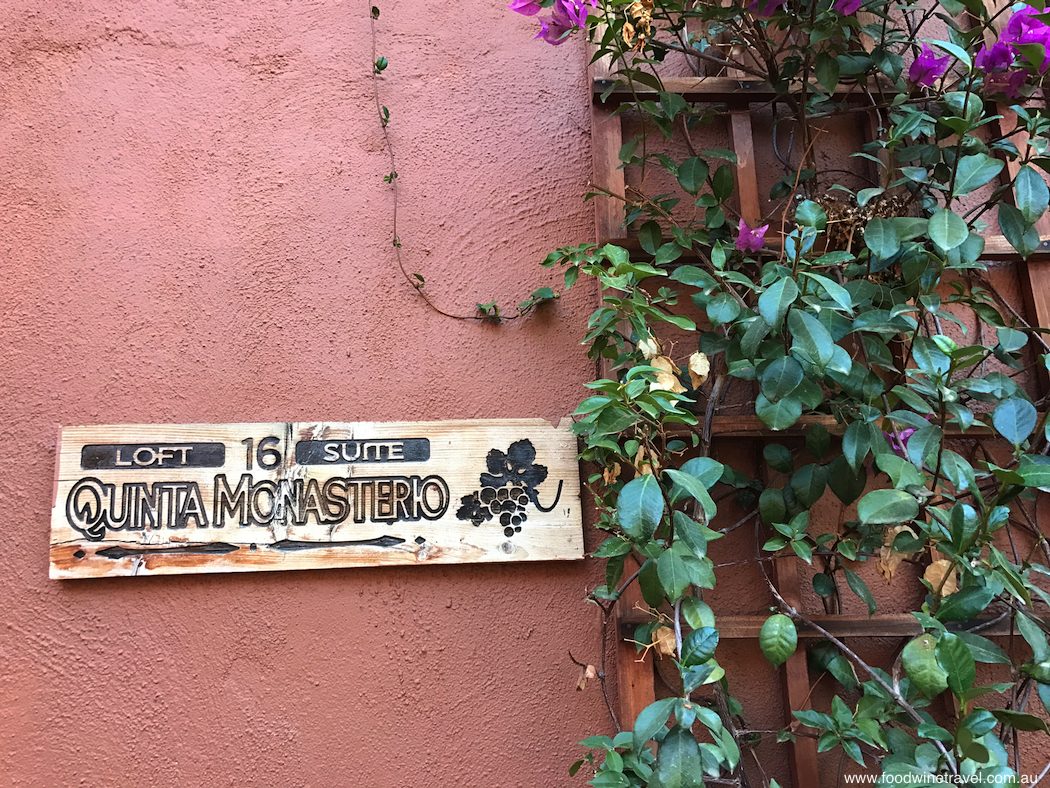 LOFT 16 SUITE
QUINTA MONASTERIO
www.foodwinetravel.com.au